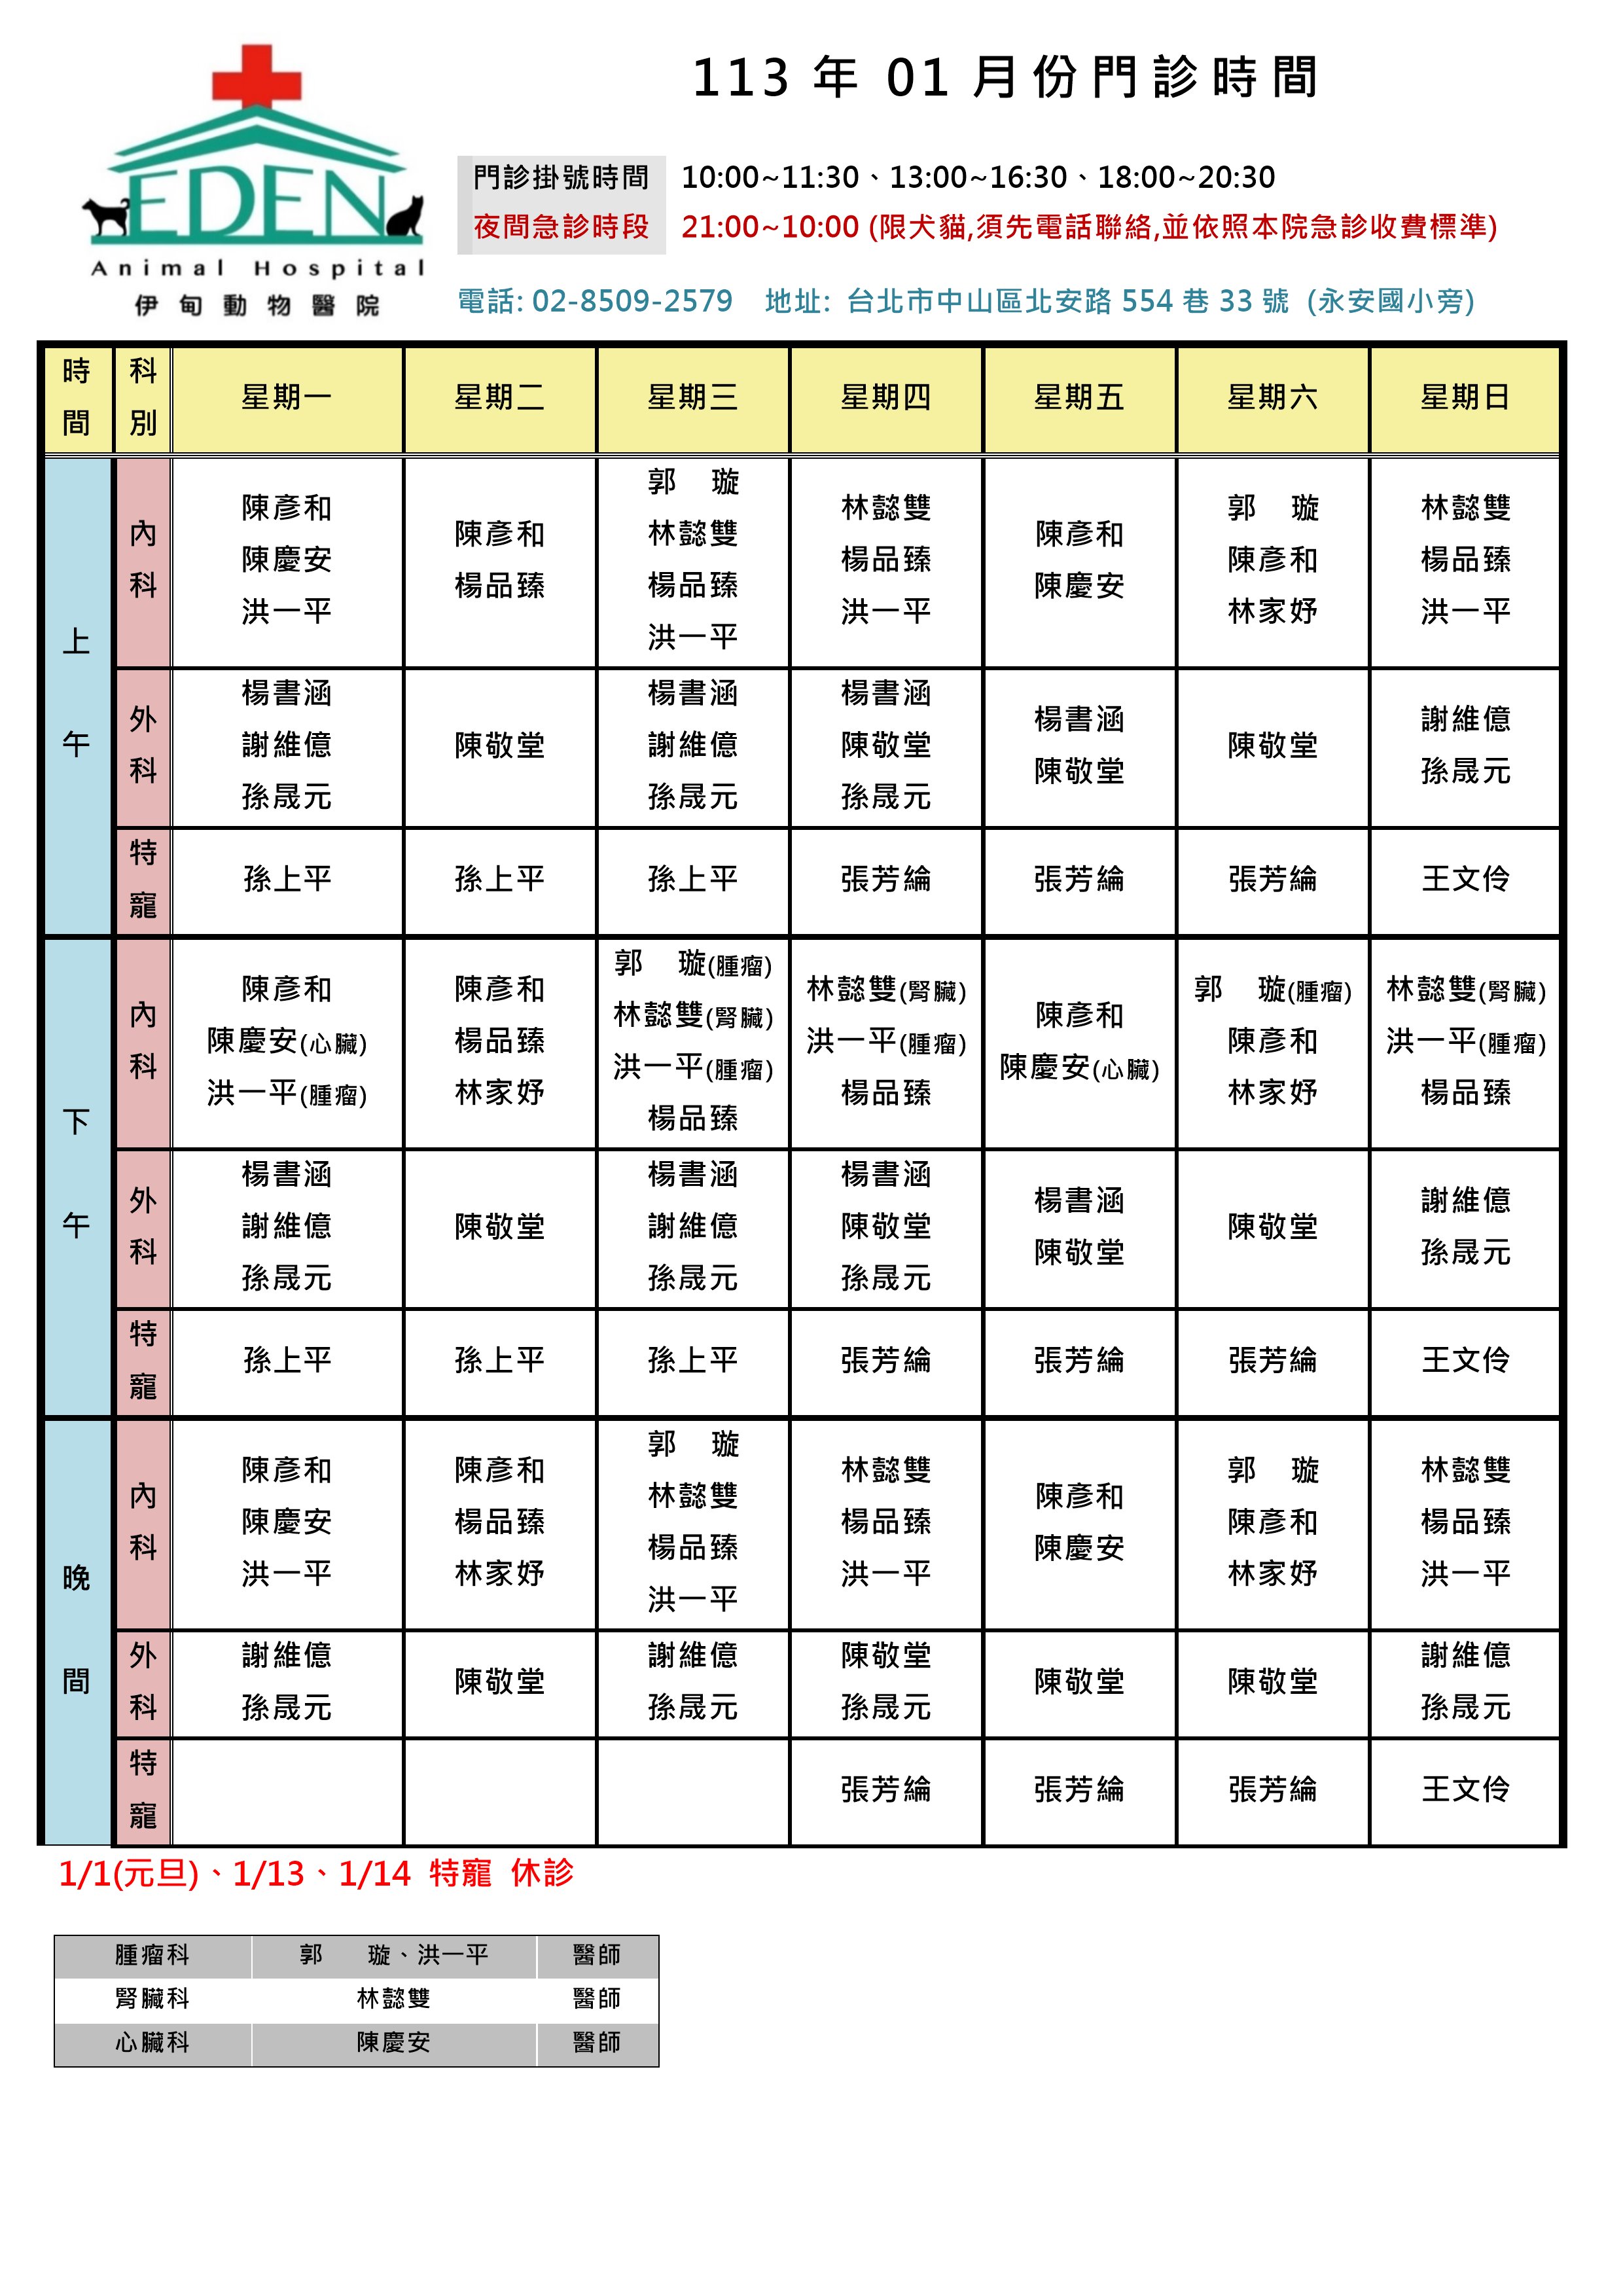 EDEN
Animal Hospital
伊甸動物醫院
113 年 01 月份門診時間
門診掛號時間 10:00~11:30、13:00~16:30、18:00~20:30
夜間急診時段 21:00~10:00 (限犬貓,須先電話聯絡,並依照本院急診收費標準)
電話: 02-8509-2579 地址: 台北市中山區北安路 554 巷 33 號 (永安國小旁)
時間 科別 星期一 星期二 星期三 星期四 星期五 星期六 星期日
上午
內科
陳彥和
陳慶安
洪一平
陳彥和
楊品臻
郭 璇
林懿雙
楊品臻
洪一平
林懿雙
楊品臻
洪一平
陳彥和
陳慶安
郭 璇
陳彥和
林家妤
林懿雙
楊品臻
洪一平
外科
楊書涵
謝維億
孫晟元
陳敬堂
楊書涵
謝維億
孫晟元
楊書涵
陳敬堂
孫晟元
楊書涵
陳敬堂
陳敬堂
謝維億
孫晟元
特寵
孫上平
孫上平
孫上平
張芳綸
張芳綸
張芳綸
王文伶
下午
內科
陳彥和
陳慶安(心臟)
洪一平(腫瘤)
陳彥和
楊品臻
林家妤
郭 璇(腫瘤)
林懿雙(腎臟)
洪一平(腫瘤)
楊品臻
林懿雙(腎臟)
洪一平(腫瘤)
楊品臻
陳彥和
陳慶安(心臟)
郭 璇(腫瘤)
陳彥和
林家妤
林懿雙(腎臟)
洪一平(腫瘤)
楊品臻
外科
楊書涵
謝維億
孫晟元
陳敬堂
楊書涵
謝維億
孫晟元
楊書涵
陳敬堂
孫晟元
楊書涵
陳敬堂
陳敬堂
謝維億
孫晟元
特寵
孫上平
孫上平
孫上平
張芳綸
張芳綸
張芳綸
王文伶
晚間
內科
陳彥和
陳慶安
洪一平
陳彥和
楊品臻
林家妤
郭 璇
林懿雙
楊品臻
洪一平
林懿雙
楊品臻
洪一平
陳彥和
陳慶安
郭 璇
陳彥和
林家妤
林懿雙
楊品臻
洪一平
外科
謝維億
孫晟元
陳敬堂
謝維億
孫晟元
陳敬堂
孫晟元
陳敬堂
陳敬堂
謝維億
孫晟元
特寵
張芳綸
張芳綸
張芳綸
王文伶
1/1(元旦)、1/13、1/14 特寵 休診
腫瘤科 郭 璇、洪一平 醫師
腎臟科 林懿雙 醫師
心臟科 陳慶安 醫師